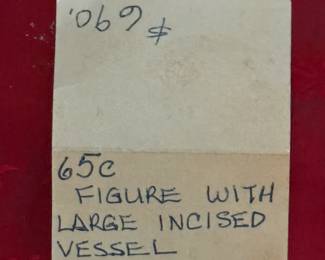 $690.
65c
FIGURE WITH
LARGE INCISED
VESSEL